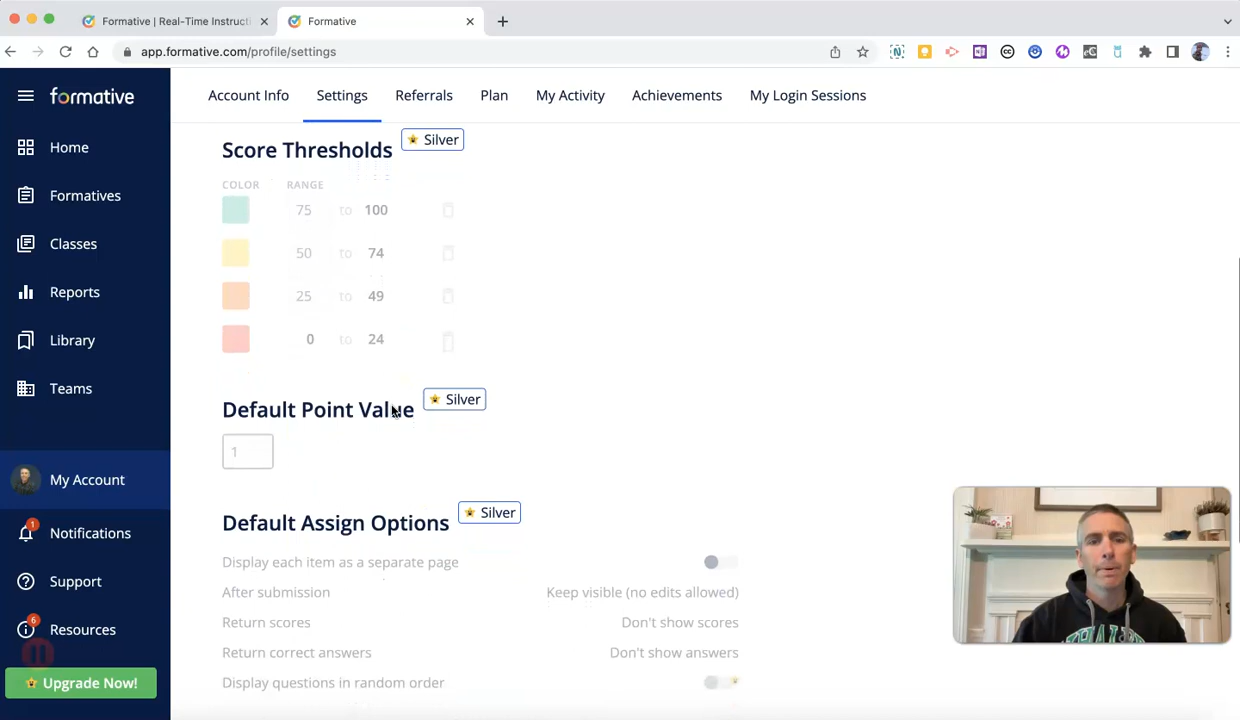 Formative | Real-Time Instructi
Formative
app.formative.com/profile/settings
formative
Account Info
Settings
Referrals
Plan
My Activity
Achievements
My Login Sessions
Home
Formatives
Classes
Reports
Library
Teams
My Account
Notifications
1
Support
Resources
6
Upgrade Now!
Score Thresholds
Silver
COLOR RANGE
75 to 100
50 to 74
25 to 49
0 to 24
Default Point Value
Silver
1
Default Assign Options
Silver
Display each item as a separate page
After submission Keep visible (no edits allowed)
Return scores Don't show scores
Return correct answers Don't show answers
Display questions in random order